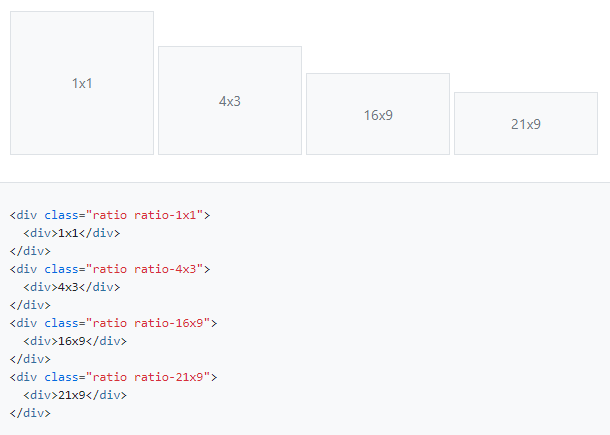 1x1
4x3
16x9
21x9
<div class="ratio ratio-1x1">
  <div>1x1</div>
</div>
<div class="ratio ratio-4x3">
  <div>4x3</div>
</div>
<div class="ratio ratio-16x9">
  <div>16x9</div>
</div>
<div class="ratio ratio-21x9">
  <div>21x9</div>
</div>